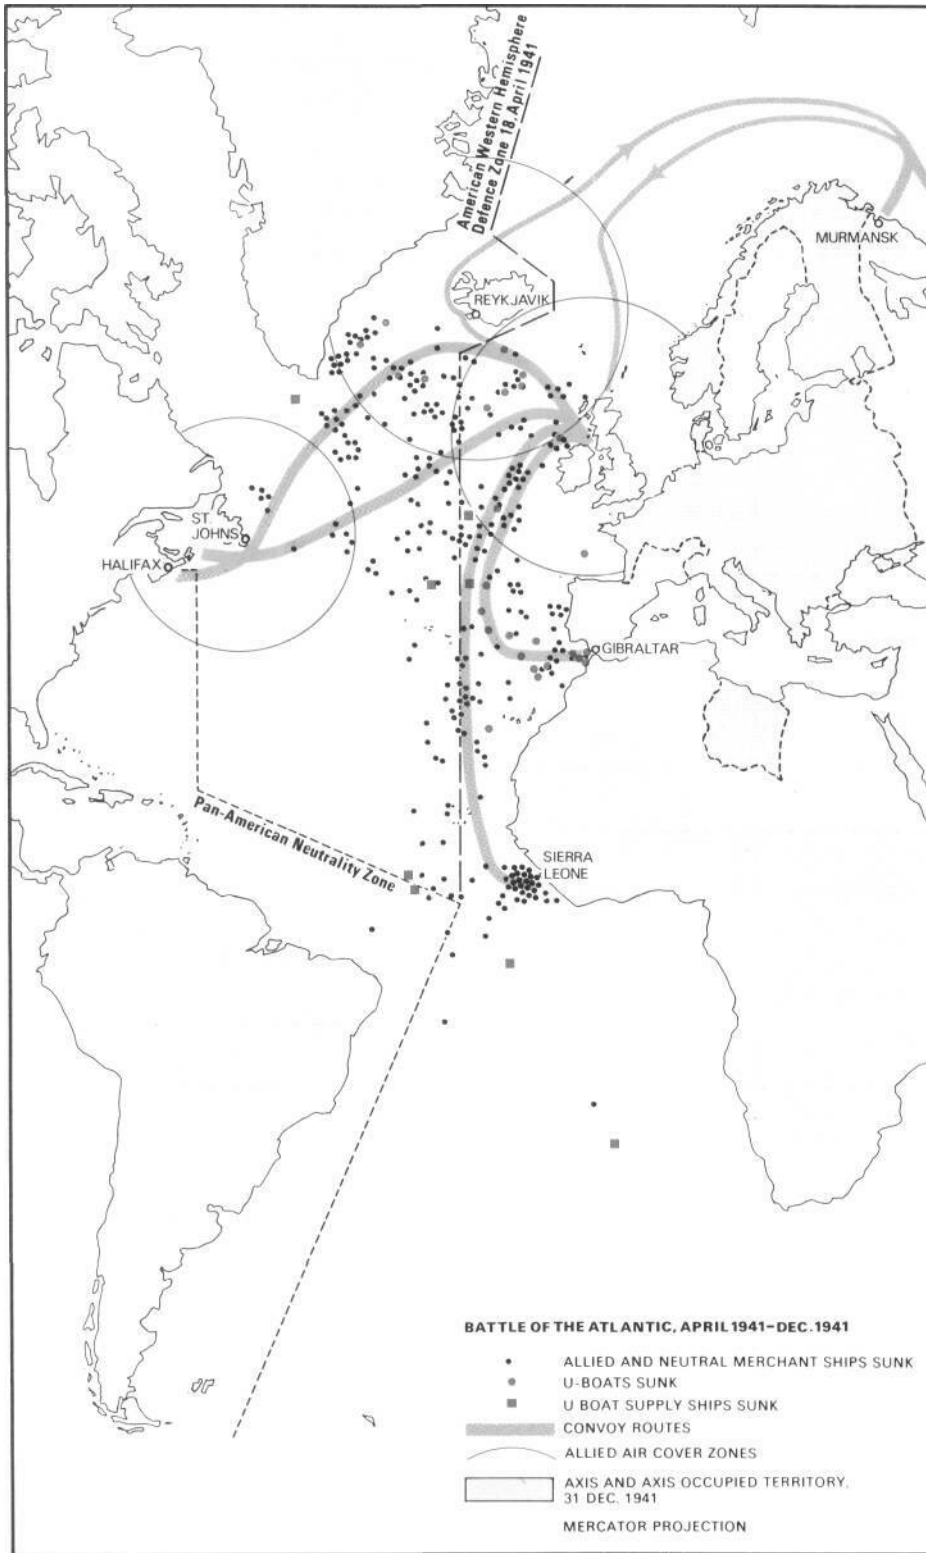 American Western Hemisphere
Defence Zone 18. April 1941
MURMANSK
REYKJAVIK
ST.
JOHNS
HALIFAX
GIBRALTAR
Pan-American Neutrality Zone
SIERRA
LEONE
BATTLE OF THE ATLANTIC, APRIL 1941–DEC. 1941
ALLIED AND NEUTRAL MERCHANT SHIPS SUNK
U-BOATS SUNK
U BOAT SUPPLY SHIPS SUNK
CONVOY ROUTES
ALLIED AIR COVER ZONES
AXIS AND AXIS OCCUPIED TERRITORY,
31 DEC. 1941
MERCATOR PROJECTION